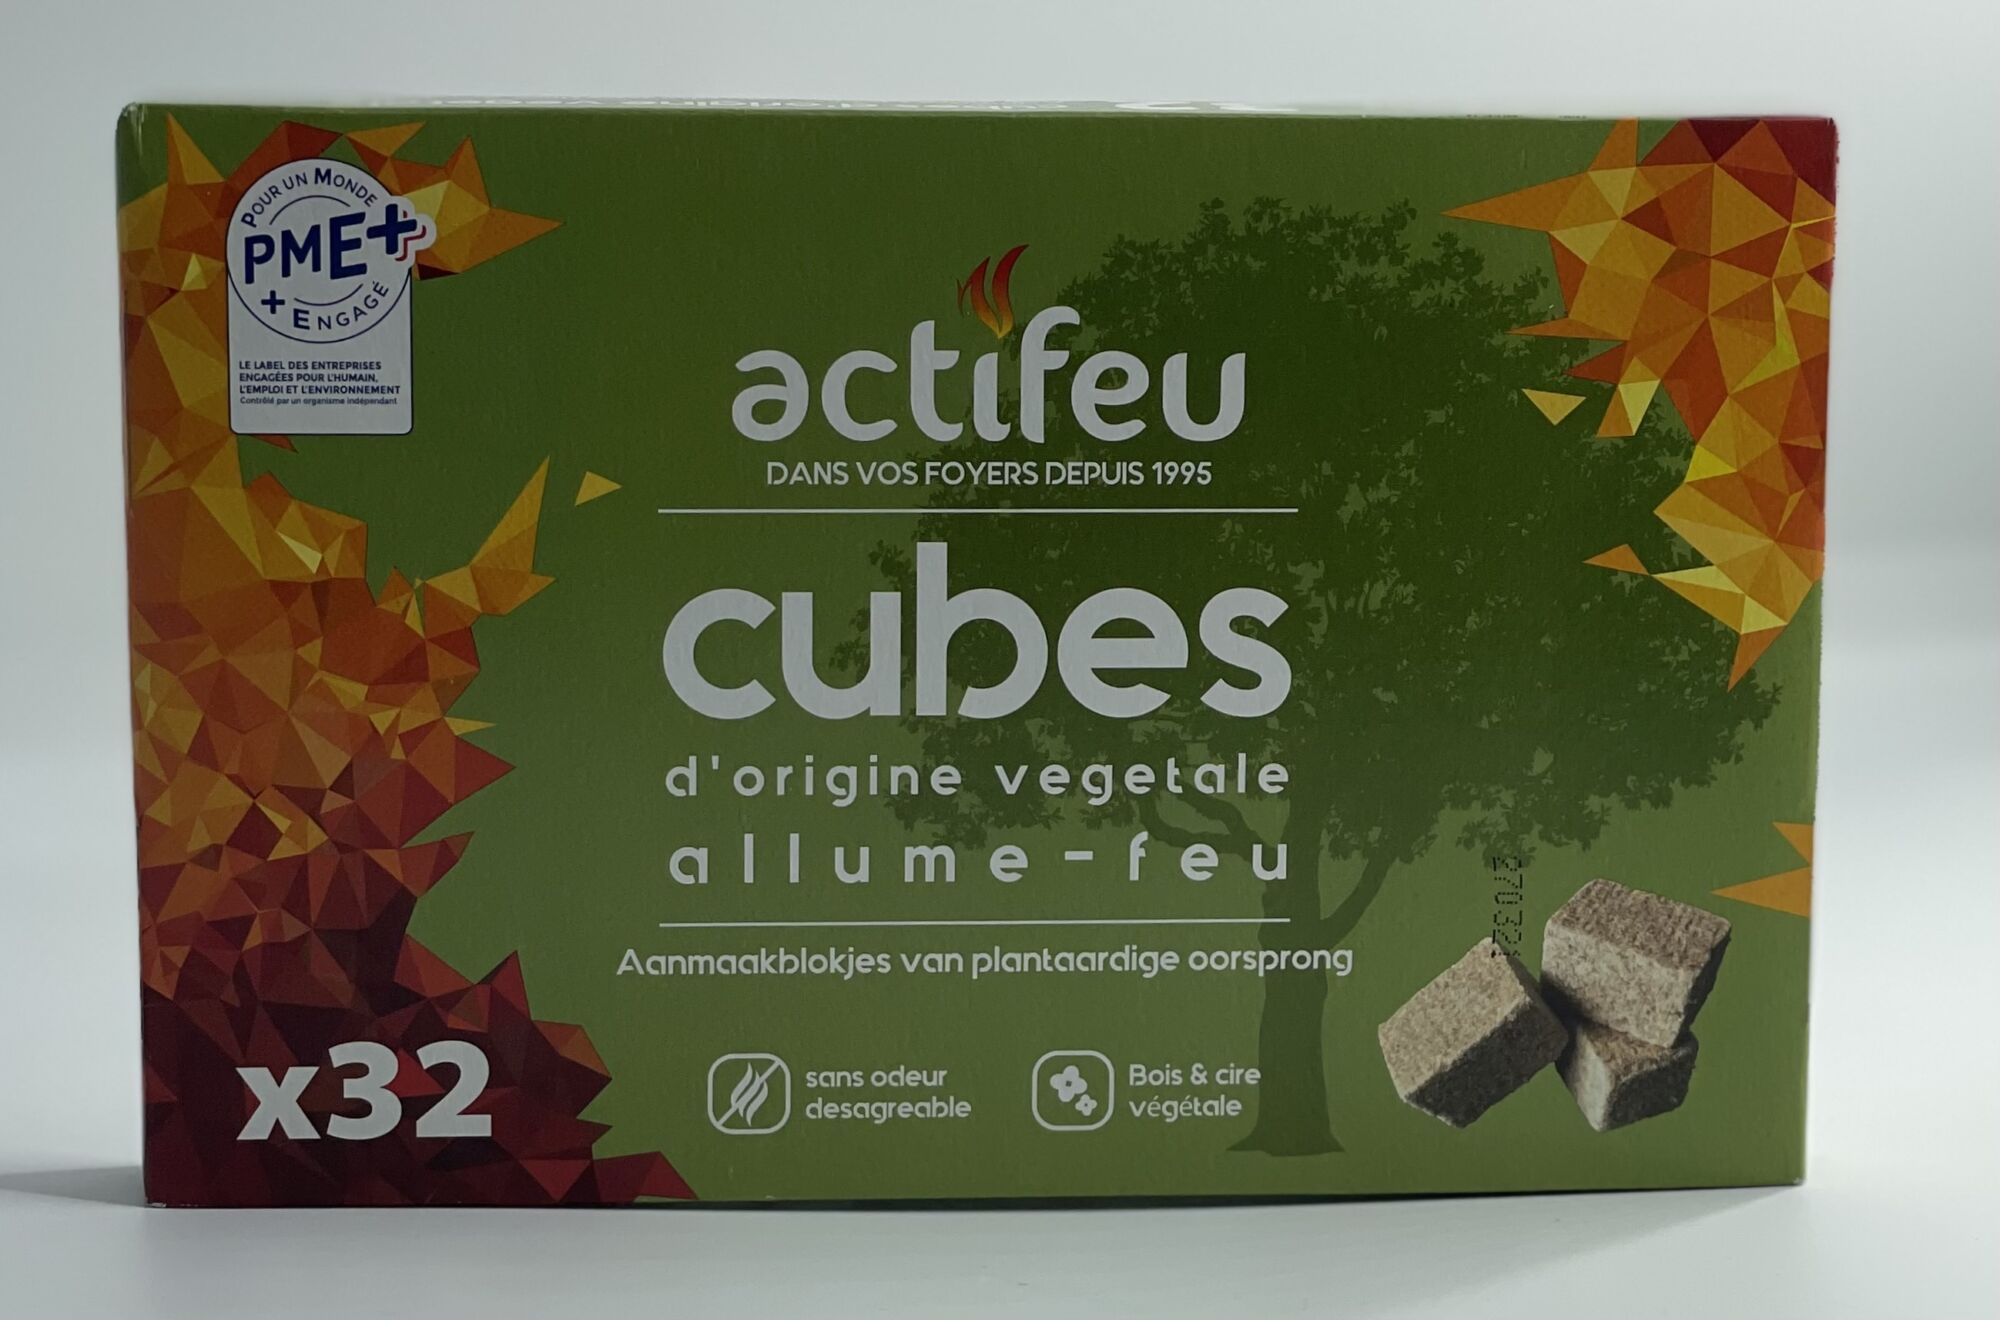 POUR UN MONDE
PME+
+ ENGAGÉ
LE LABEL DES ENTREPRISES
ENGAGÉES POUR L'HUMAIN,
L'EMPLOI ET L'ENVIRONNEMENT
Contrôlé par un organisme indépendant
actifeu
DANS VOS FOYERS DEPUIS 1995
cubes
d'origine vegetale
allume-feu
Aanmaakblokjes van plantaardige oorsprong
x32
sans odeur
desagreable
Bois & cire
végétale